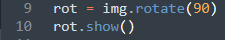 9 rot = img.rotate(90)
10 rot.show()